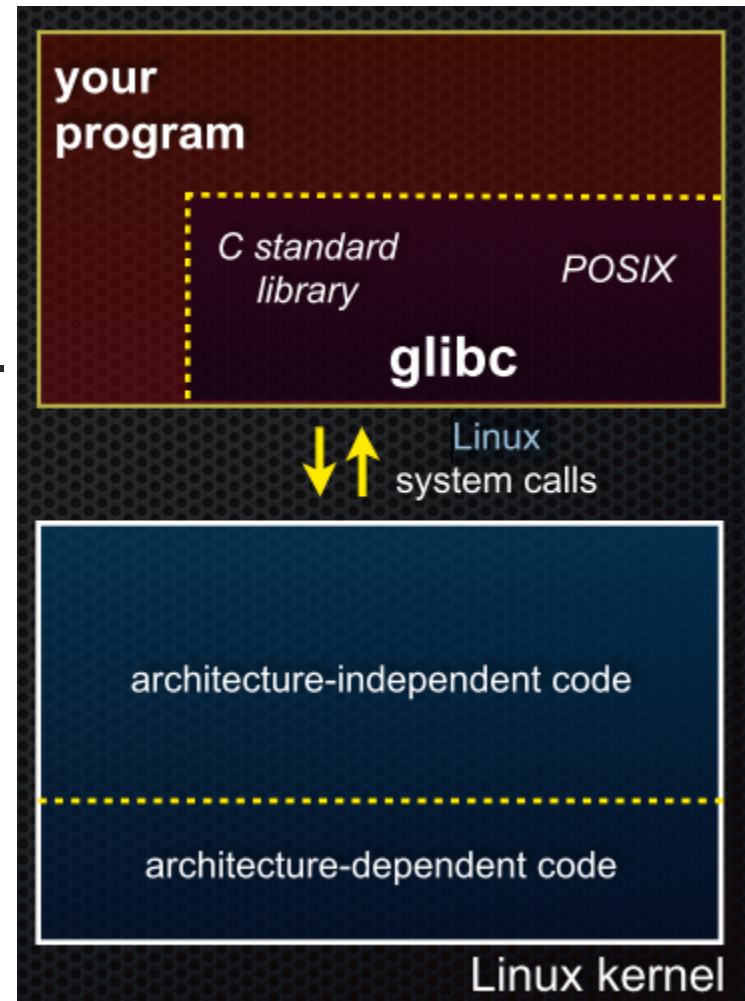 your
program
C standard
library
POSIX
glibc
Linux
system calls
architecture-independent code
architecture-dependent code
Linux kernel